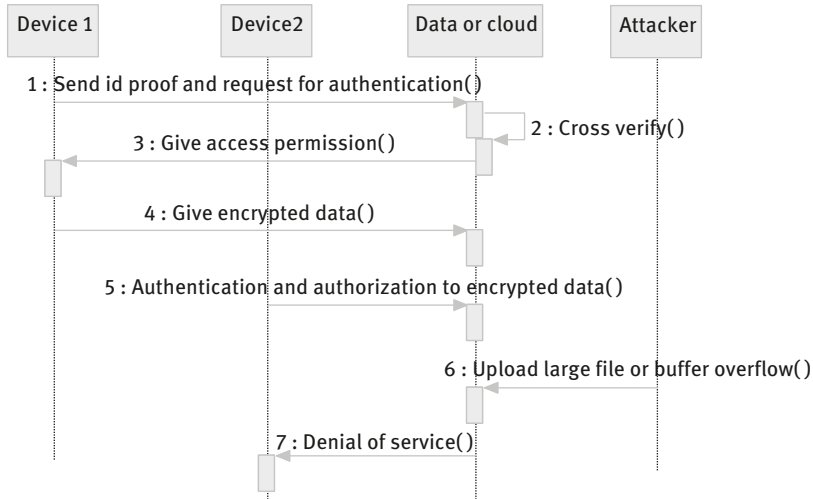 Device 1
Device2
Data or cloud
Attacker
1 : Send id proof and request for authentication()
2 : Cross verify()
3 : Give access permission()
4 : Give encrypted data()
5 : Authentication and authorization to encrypted data()
6 : Upload large file or buffer overflow()
7 : Denial of service()